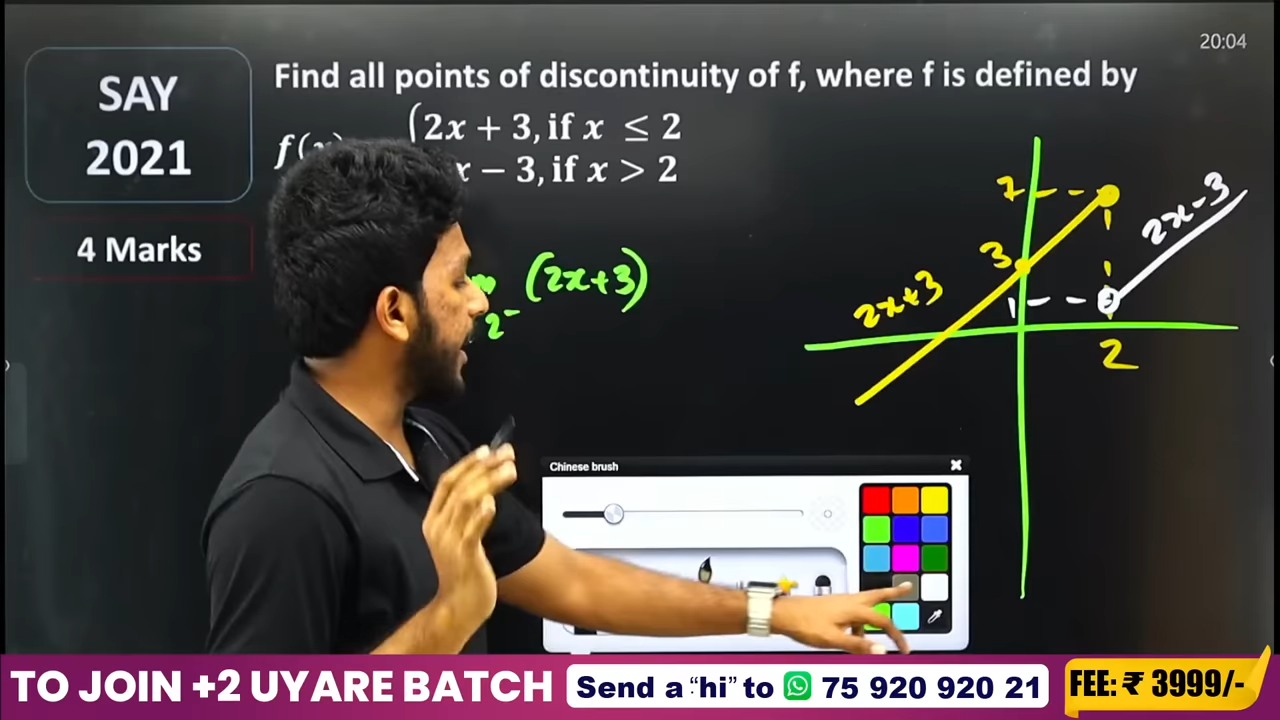 20:04
SAY
2021
4 Marks
Find all points of discontinuity of f, where f is defined by
2x + 3, if x ≤ 2
x − 3, if x > 2
(2x+3)
2⁻
7
3
1
2
2x+3
2x-3
Chinese brush
TO JOIN +2 UYARE BATCH
Send a “hi” to 75 920 920 21
FEE: ₹ 3999/-